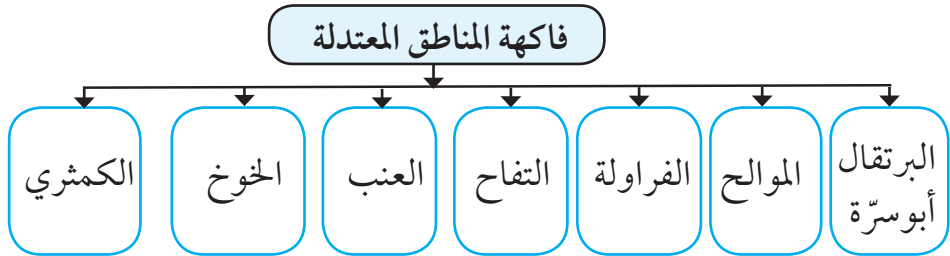 فاكهة المناطق المعتدلة
البرتقال
أبوسرّة
الموالح
الفراولة
التفاح
العنب
الخوخ
الكمثري